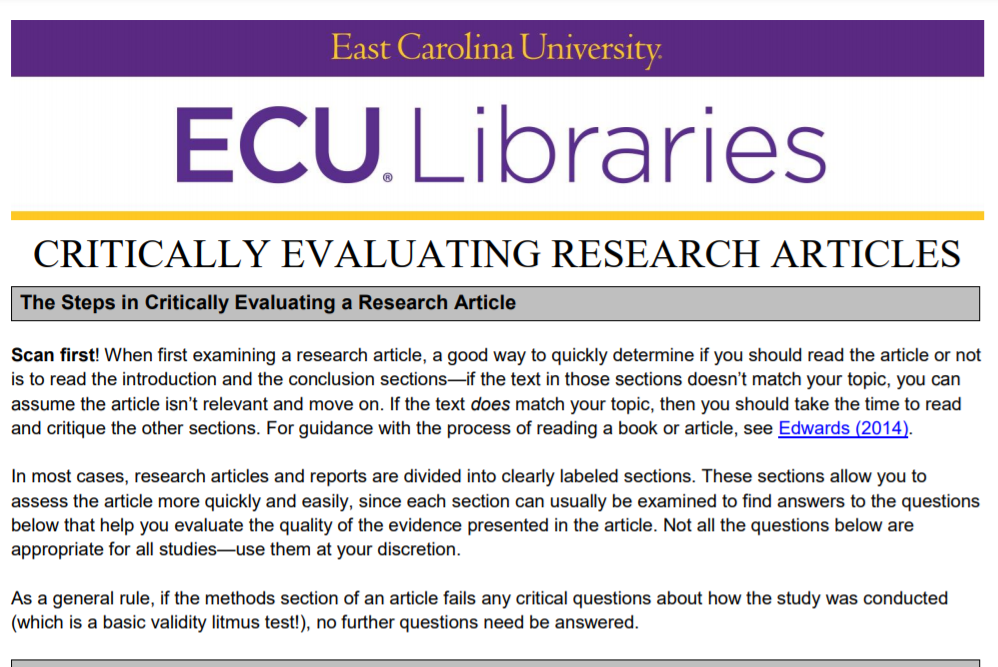 East Carolina University®
ECU® Libraries
CRITICALLY EVALUATING RESEARCH ARTICLES
The Steps in Critically Evaluating a Research Article
Scan first! When first examining a research article, a good way to quickly determine if you should read the article or not
is to read the introduction and the conclusion sections—if the text in those sections doesn’t match your topic, you can
assume the article isn’t relevant and move on. If the text does match your topic, then you should take the time to read
and critique the other sections. For guidance with the process of reading a book or article, see Edwards (2014).
In most cases, research articles and reports are divided into clearly labeled sections. These sections allow you to
assess the article more quickly and easily, since each section can usually be examined to find answers to the questions
below that help you evaluate the quality of the evidence presented in the article. Not all the questions below are
appropriate for all studies—use them at your discretion.
As a general rule, if the methods section of an article fails any critical questions about how the study was conducted
(which is a basic validity litmus test!), no further questions need be answered.